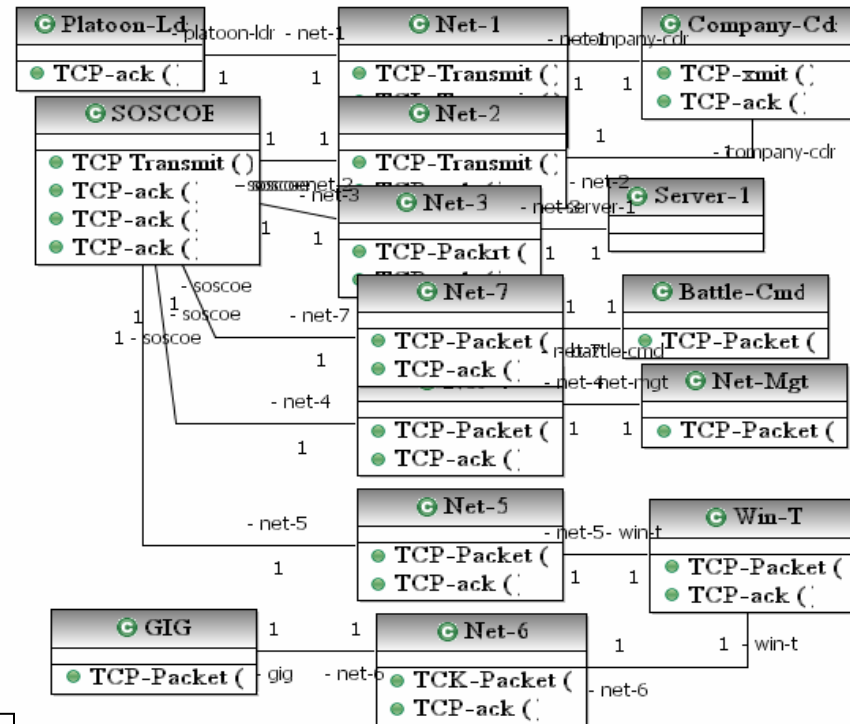 Platoon-Ld
- platoon-ldr
- net-1
TCP-ack (
1
1
Net-1
TCP-Transmit (
- net-1
- company-cdr
1
1
Company-Cd
TCP-xmit (
TCP-ack (
SOSCOE
TCP Transmit ()
TCP-ack (
TCP-ack (
TCP-ack (
1
1
Net-2
TCP-Transmit (
1
1
- company-cdr
- soscoe
- net-2
- net-3
- net-2
1
1
Net-3
TCP-Packrt (
- server-1
1
1
Server-1
- soscoe
1
- soscoe
1
1 - soscoe
- net-7
1
Net-7
TCP-Packet (
TCP-ack (
1
1
- battle-cmd
Battle-Cmd
TCP-Packet (
- net-4
1
TCP-Packet (
TCP-ack (
- net-4
- net-mgt
1
1
Net-Mgt
TCP-Packet (
- net-5
1
Net-5
TCP-Packet (
TCP-ack (
- net-5
- win-t
1
1
Win-T
TCP-Packet (
TCP-ack (
GIG
TCP-Packet (
1
1
- gig
- net-6
Net-6
TCK-Packet (
TCP-ack (
1
1
- win-t
- net-6